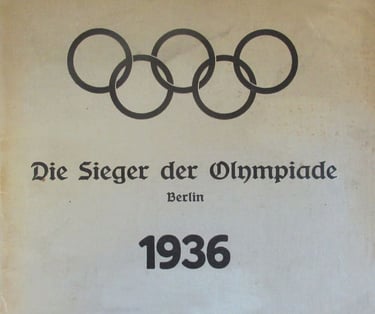 Die Sieger der Olympiade
Berlin
1936